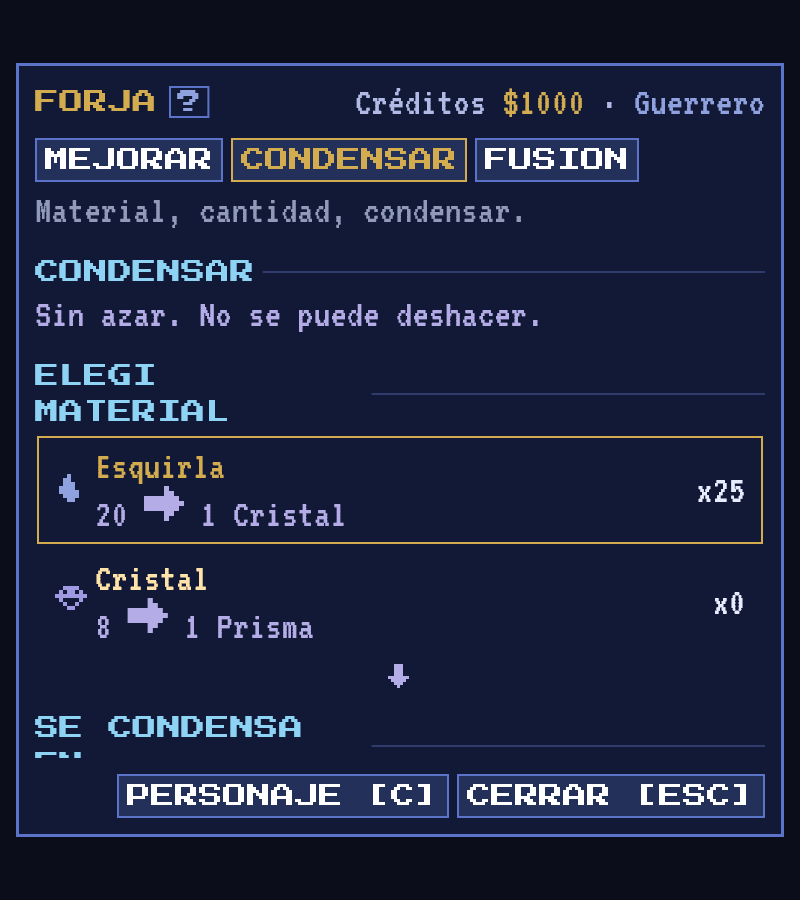 FORJA ? Créditos $1000 · Guerrero
MEJORAR CONDENSAR FUSION
Material, cantidad, condensar.
CONDENSAR
Sin azar. No se puede deshacer.
ELEGI
MATERIAL
Esquirla
20 1 Cristal x25
Cristal
8 1 Prisma x0
SE CONDENSA
PERSONAJE [C] CERRAR [ESC]